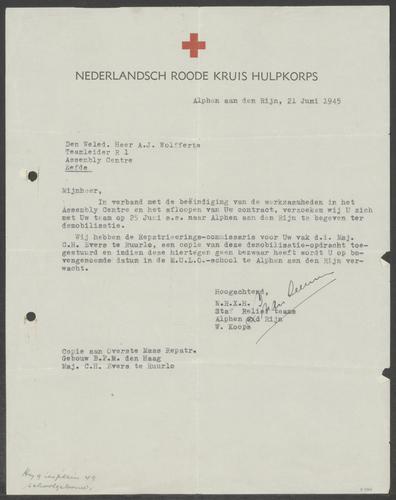 NEDERLANDSCH ROODE KRUIS HULPKORPS
Alphen aan den Rijn, 21 Juni 1945
Den Weled. Heer A.J. Wolfferts
Teamleider R 1
Assembly Centre
Eefde
Mijnheer,
In verband met de beëindiging van de werkzaamheden in het
Assembly Centre en het afloopen van Uw contract, verzoeken wij U zich
met Uw team op 25 Juni a.s. naar Alphen aan den Rijn te begeven ter
demobilisatie.
Wij hebben de Repatrieerings-commissaris voor Uw vak d.i. Maj.
C.H. Evers te Ruurlo, een copie van deze demobilisatie-opdracht toe-
gestuurd en indien deze hiertegen geen bezwaar heeft wordt U op bo-
vengenoemde datum in de M.U.L.O.-school te Alphen aan den Rijn ver-
wacht.
Hoogachtend,
N.R.K.H.
Staf Relief teams
Alphen a/d Rijn
W. Koops
Copie aan Overste Maas Repatr.
Gebouw B.P.M. den Haag
Maj. C.H. Evers te Ruurlo